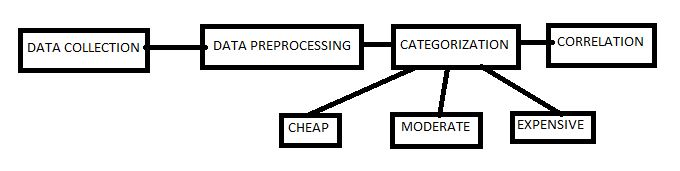 DATA COLLECTION
DATA PREPROCESSING
CATEGORIZATION
CORRELATION
CHEAP
MODERATE
EXPENSIVE